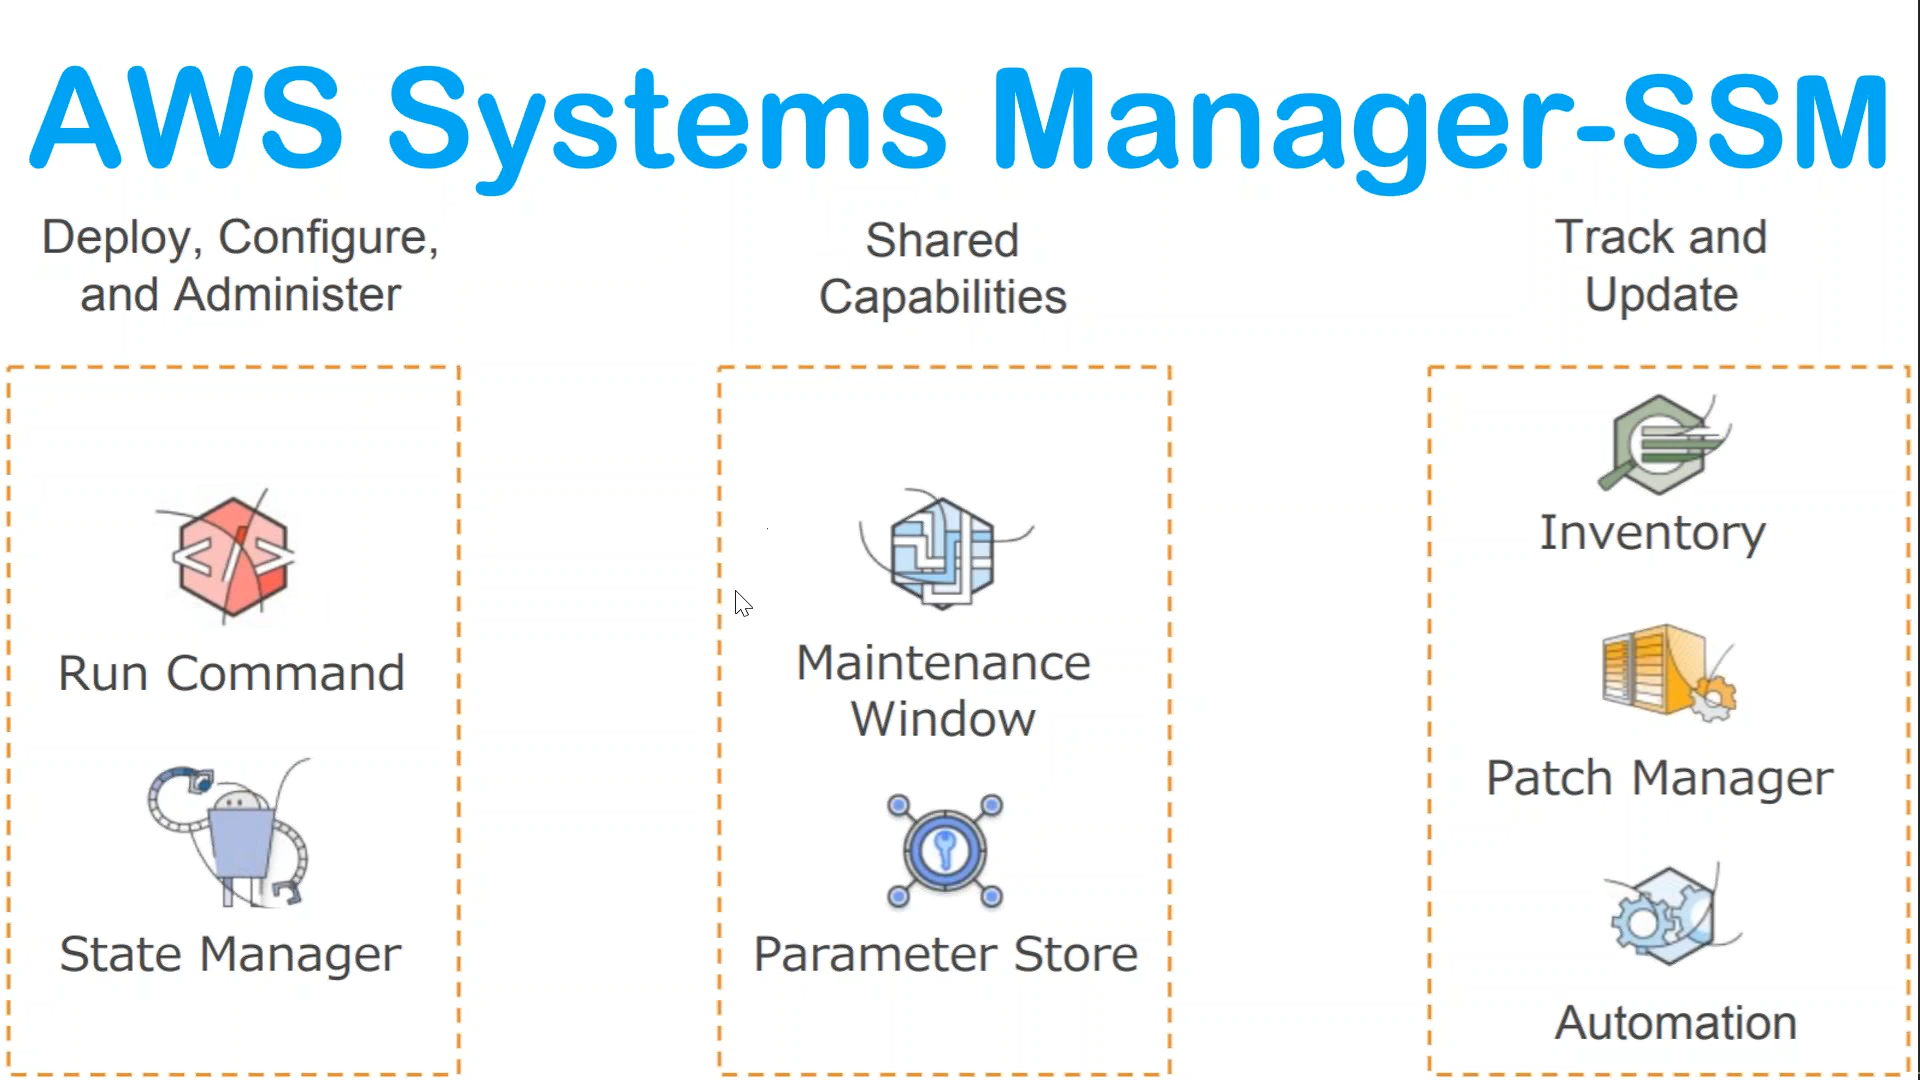 AWS Systems Manager-SSM
Deploy, Configure,
and Administer
Run Command
State Manager
Shared
Capabilities
Maintenance
Window
Parameter Store
Track and
Update
Inventory
Patch Manager
Automation